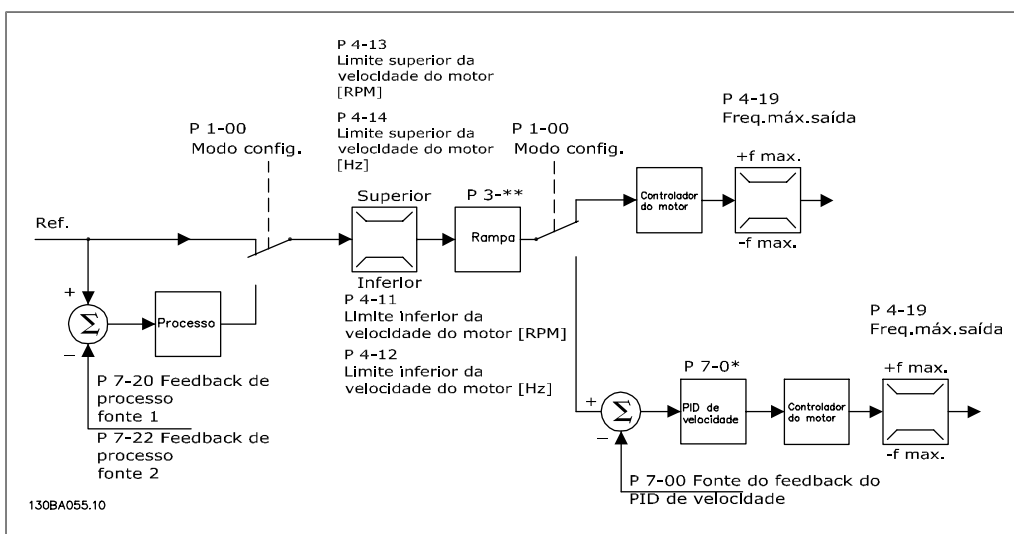 P 4-13
Limite superior da
velocidade do motor
[RPM]
P 4-14
Limite superior da
velocidade do motor
[Hz]
P 1-00
Modo config.
P 1-00
Modo config.
P 4-19
Freq.máx.saída
+f max.
-f max.
Superior
P 3-**
Controlador
do motor
Ref.
Rampa
Inferior
P 4-11
Limite inferior da
velocidade do motor [RPM]
P 4-12
Limite inferior da
velocidade do motor [Hz]
+
Σ
−
Processo
P 7-20 Feedback de
processo
fonte 1
P 7-22 Feedback de
processo
fonte 2
P 4-19
Freq.máx.saída
+f max.
-f max.
P 7-0*
+
Σ
−
PID de
velocidade
Controlador
do motor
P 7-00 Fonte do feedback do
PID de velocidade
130BA055.10